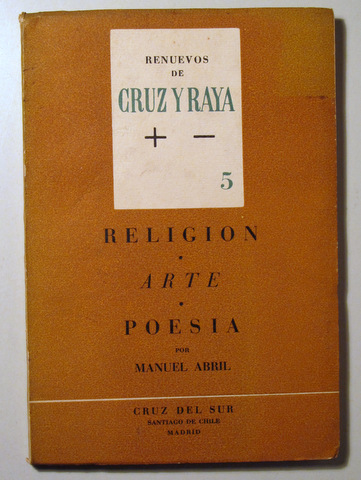 RENUEVOS
DE
CRUZ Y RAYA
+ −
5
RELIGION
•
ARTE
•
POESIA
POR
MANUEL ABRIL
CRUZ DEL SUR
SANTIAGO DE CHILE
MADRID